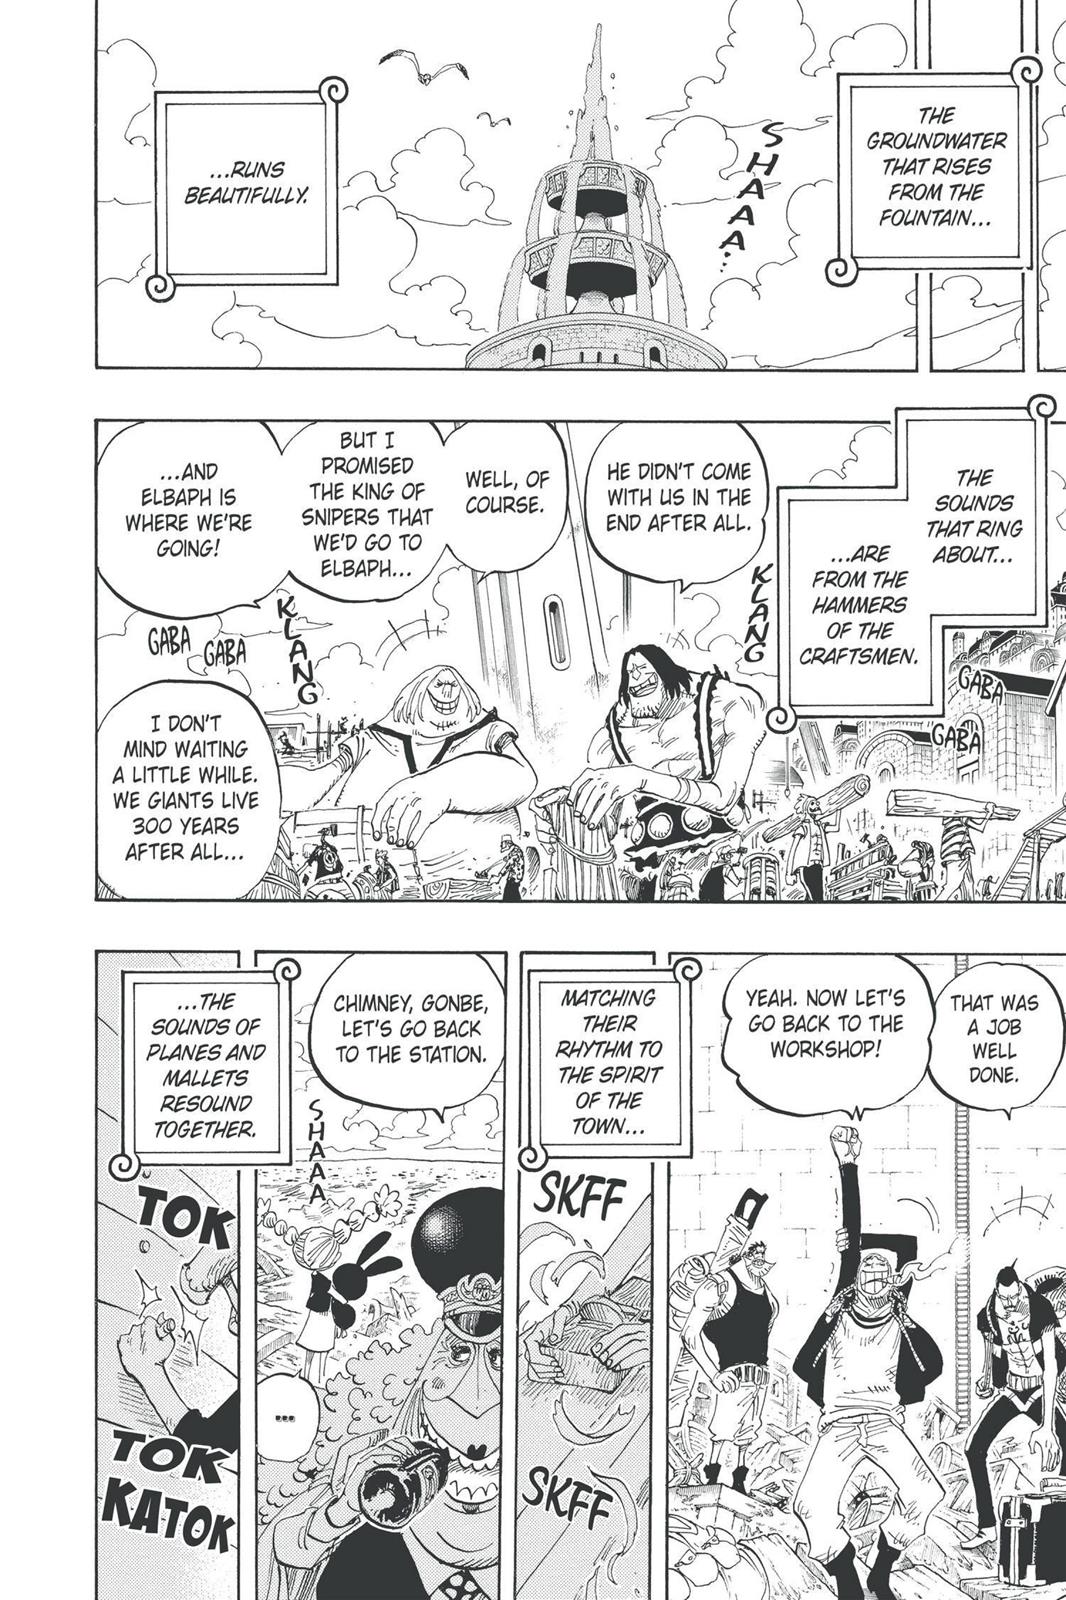 THE
GROUNDWATER
THAT RISES
FROM THE
FOUNTAIN...
SHAAA...
...RUNS
BEAUTIFULLY.
THE
SOUNDS
THAT RING
ABOUT...
...ARE
FROM THE
HAMMERS
OF THE
CRAFTSMEN.
GABA
GABA
KLANG
HE DIDN'T COME
WITH US IN THE
END AFTER ALL.
WELL, OF
COURSE.
BUT I
PROMISED
THE KING OF
SNIPERS THAT
WE'D GO TO
ELBAPH...
...AND
ELBAPH IS
WHERE WE'RE
GOING!
KLANG
GABA
GABA
I DON'T
MIND WAITING
A LITTLE WHILE.
WE GIANTS LIVE
300 YEARS
AFTER ALL...
THAT WAS
A JOB
WELL
DONE.
YEAH. NOW LET'S
GO BACK TO THE
WORKSHOP!
MATCHING
THEIR
RHYTHM TO
THE SPIRIT
OF THE
TOWN...
SKFF
SKFF
CHIMNEY, GONBE,
LET'S GO BACK
TO THE STATION.
SHAAA
...
...THE
SOUNDS OF
PLANES AND
MALLETS
RESOUND
TOGETHER.
TOK
TOK
KATOK